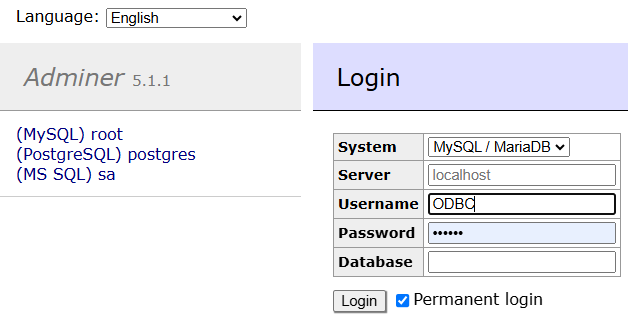 Language: English
Adminer 5.1.1
(MySQL) root
(PostgreSQL) postgres
(MS SQL) sa
Login
System MySQL / MariaDB
Server localhost
Username ODBC
Password ••••••
Database
Login Permanent login